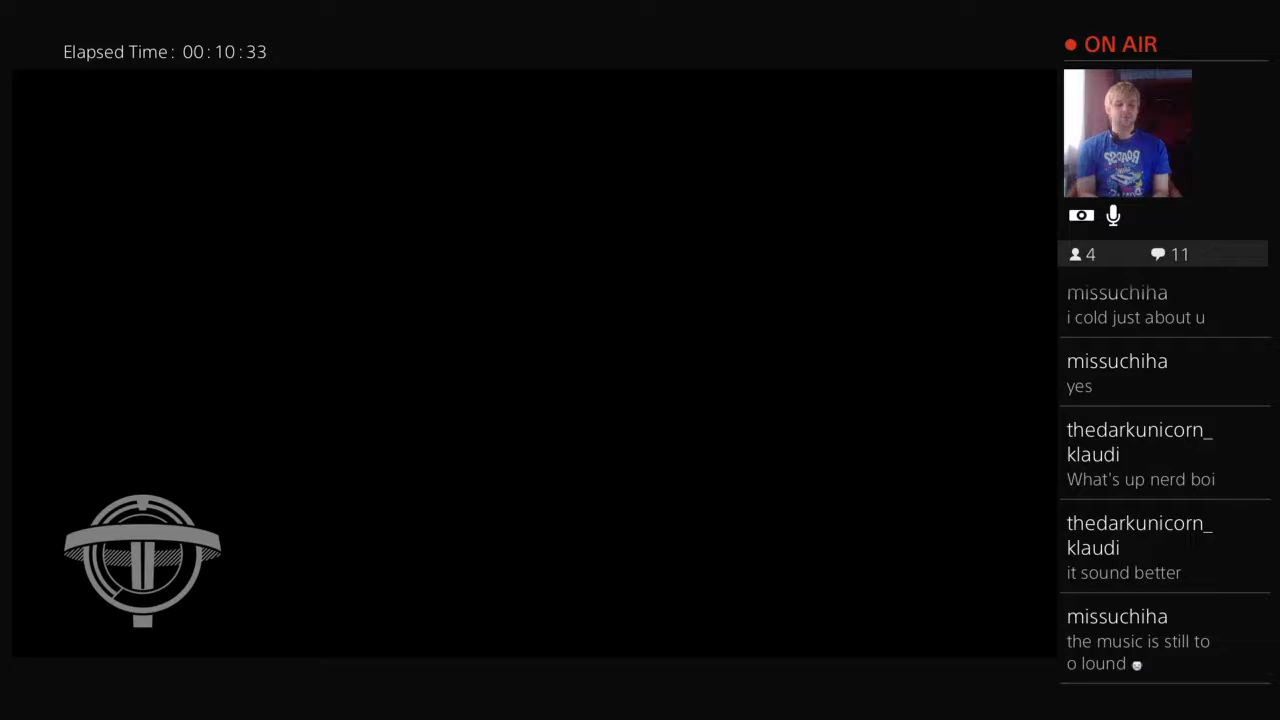 Elapsed Time: 00:10:33
ON AIR
4 11
missuchiha
i cold just about u
missuchiha
yes
thedarkunicorn_
klaudi
What's up nerd boi
thedarkunicorn_
klaudi
it sound better
missuchiha
the music is still to
o lound